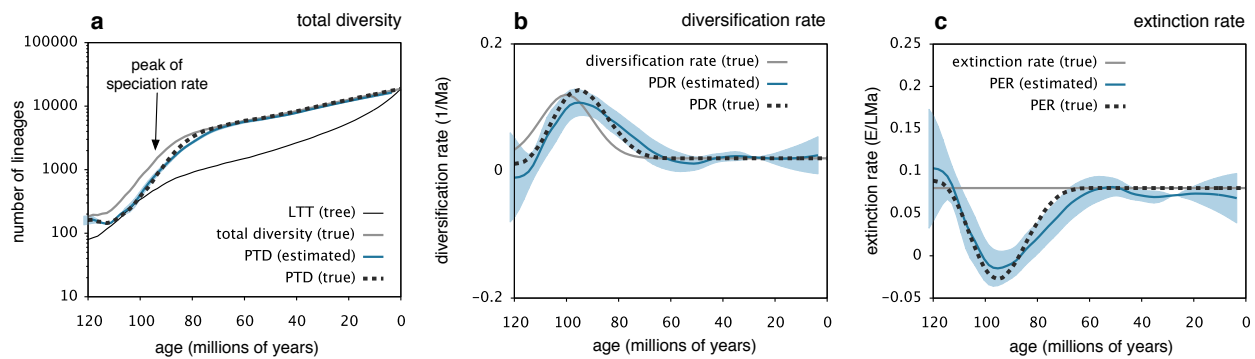 a
total diversity
100000
10000
1000
100
10
number of lineages
peak of
speciation rate
LTT (tree)
total diversity (true)
PTD (estimated)
PTD (true)
120 100 80 60 40 20 0
age (millions of years)
b
diversification rate
0.2
0
−0.2
diversification rate (1/Ma)
diversification rate (true)
PDR (estimated)
PDR (true)
120 100 80 60 40 20 0
age (millions of years)
c
extinction rate
0.25
0.2
0.15
0.1
0.05
0
−0.05
extinction rate (E/LMa)
extinction rate (true)
PER (estimated)
PER (true)
120 100 80 60 40 20 0
age (millions of years)